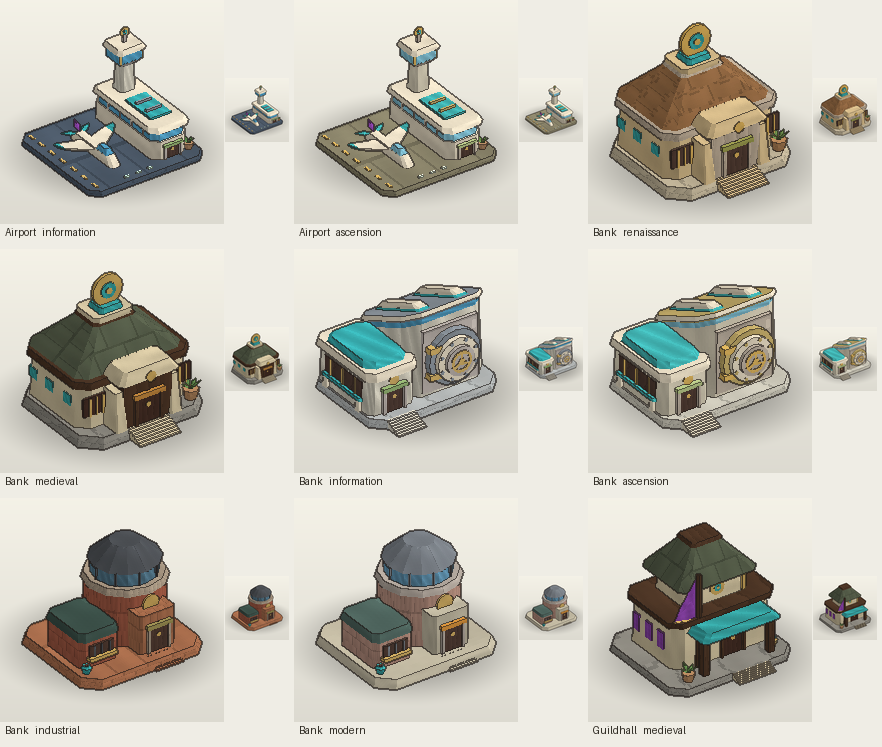 Airport information
Airport ascension
Bank renaissance
Bank medieval
Bank information
Bank ascension
Bank industrial
Bank modern
Guildhall medieval